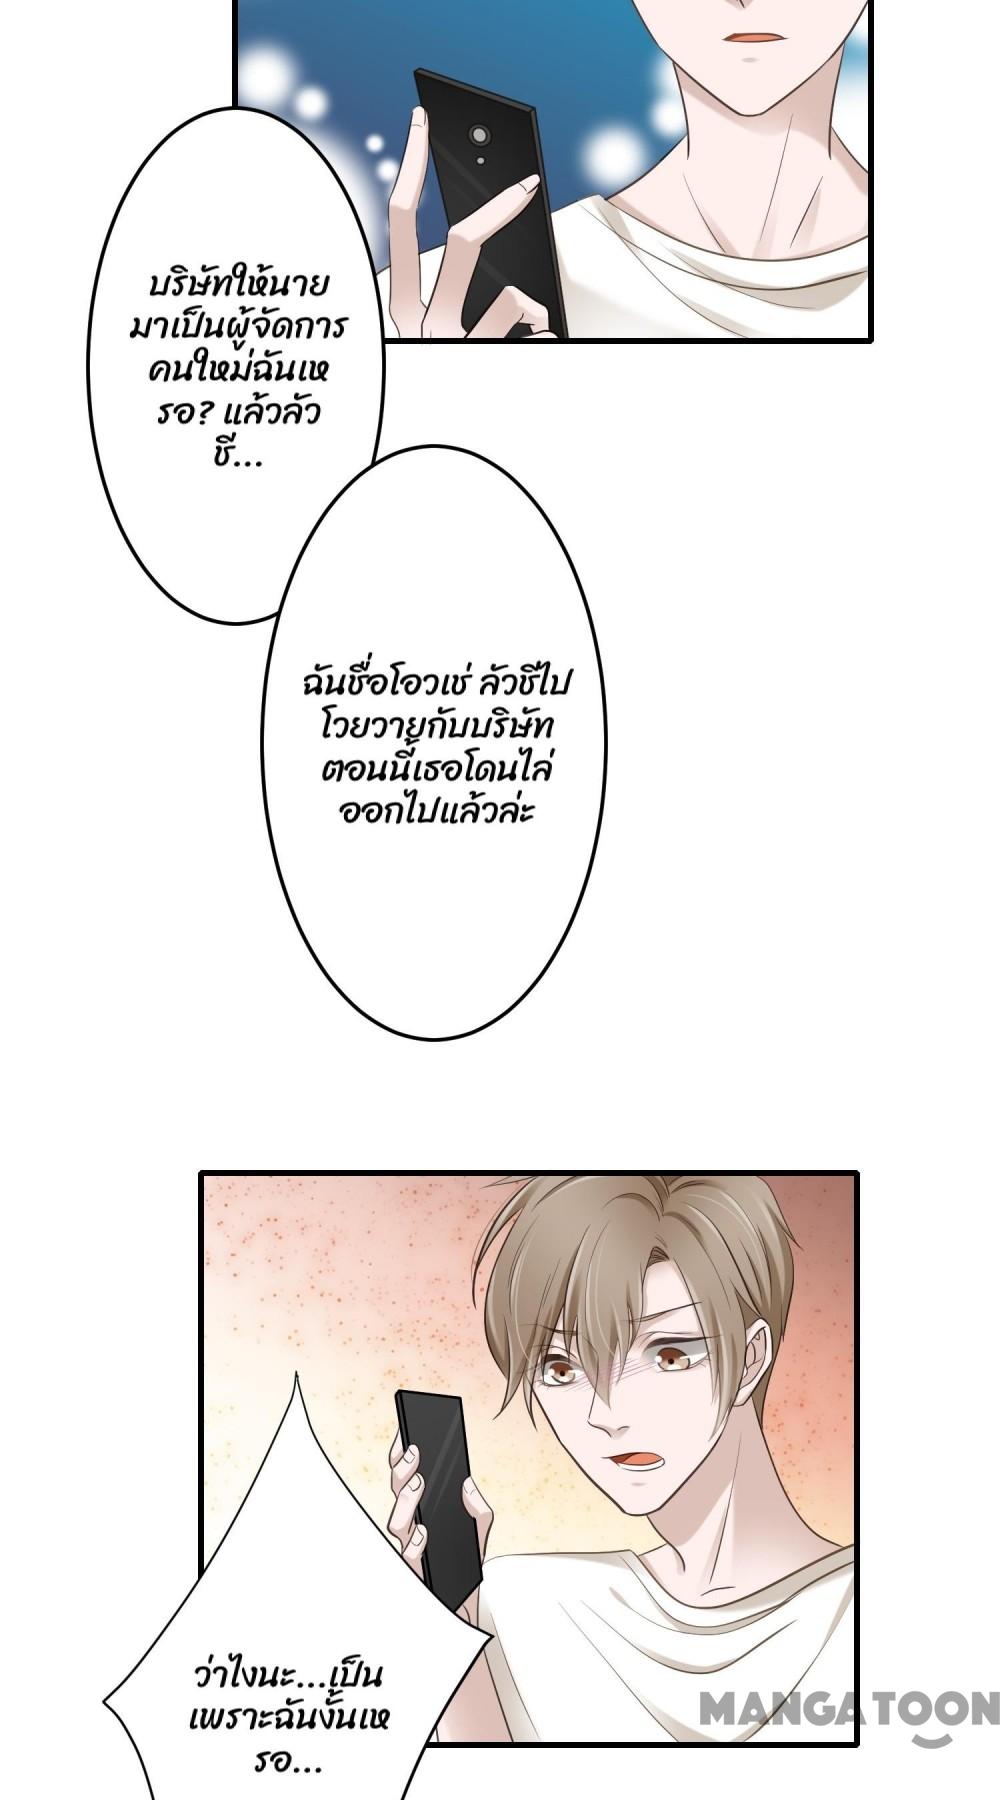 บริษัทให้นาย
มาเป็นผู้จัดการ
คนใหม่ฉันเห
รอ? แล้วลัว
ชี...
ฉันชื่อโอวเช่ ลัวชีไป
โวยวายกับบริษัท
ตอนนี้เธอโดนไล่
ออกไปแล้วล่ะ
ว่าไงนะ...เป็น
เพราะฉันงั้นเห
รอ...
MANGATOON